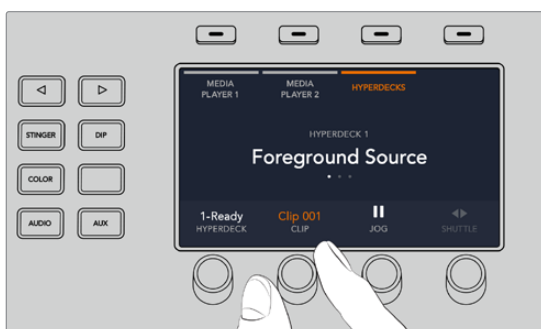 MEDIA PLAYER 1
MEDIA PLAYER 2
HYPERDECKS
STINGER
DIP
HYPERDECK 1
Foreground Source
COLOR
1-Ready
HYPERDECK
Clip 001
CLIP
JOG
SHUTTLE
AUDIO
AUX